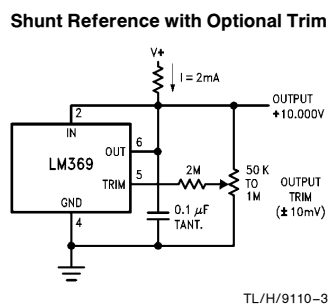 Shunt Reference with Optional Trim
V+
I = 2mA
2
IN
OUTPUT
+10.000V
6
OUT
LM369
5
TRIM
2M
50 K
TO
1M
OUTPUT
TRIM
(±10mV)
GND
4
0.1 μF
TANT.
TL/H/9110–3